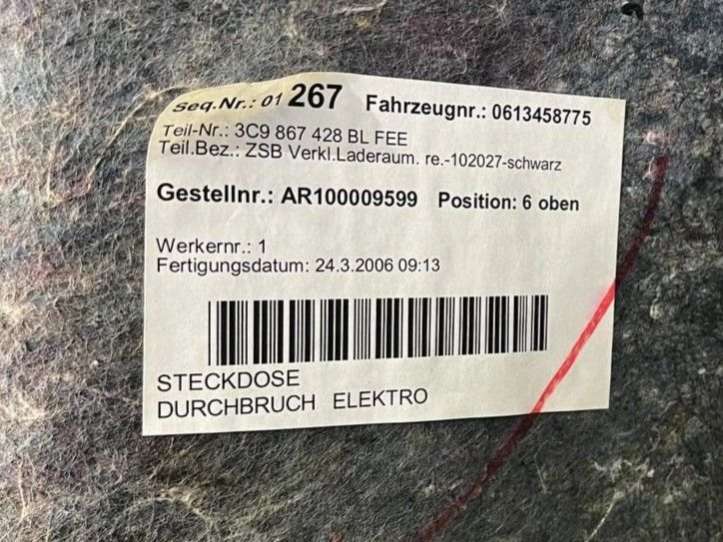 Seq.Nr.: 01 267 Fahrzeugnr.: 0613458775
Teil-Nr.: 3C9 867 428 BL FEE
Teil.Bez.: ZSB Verkl.Laderaum. re.-102027-schwarz
Gestellnr.: AR100009599 Position: 6 oben
Werkernr.: 1
Fertigungsdatum: 24.3.2006 09:13
STECKDOSE
DURCHBRUCH ELEKTRO